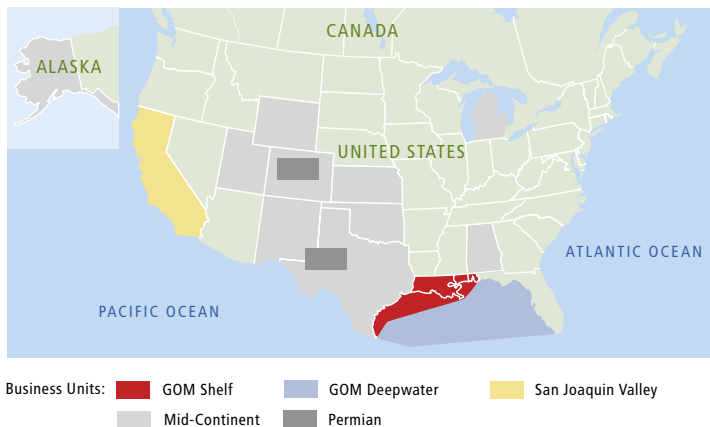 CANADA
ALASKA
UNITED STATES
ATLANTIC OCEAN
PACIFIC OCEAN
Business Units: GOM Shelf GOM Deepwater San Joaquin Valley
Mid-Continent Permian